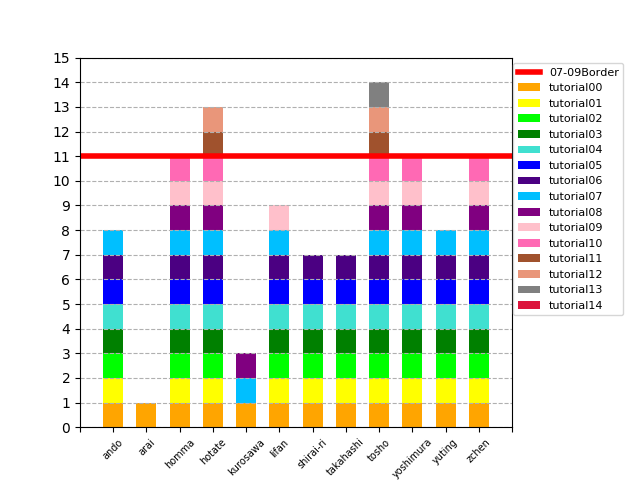 15
14
13
12
11
10
9
8
7
6
5
4
3
2
1
0
ando
arai
homma
hotate
kurosawa
lifan
shirai-ri
takahashi
tosho
yoshimura
yuting
zchen
07-09Border
tutorial00
tutorial01
tutorial02
tutorial03
tutorial04
tutorial05
tutorial06
tutorial07
tutorial08
tutorial09
tutorial10
tutorial11
tutorial12
tutorial13
tutorial14